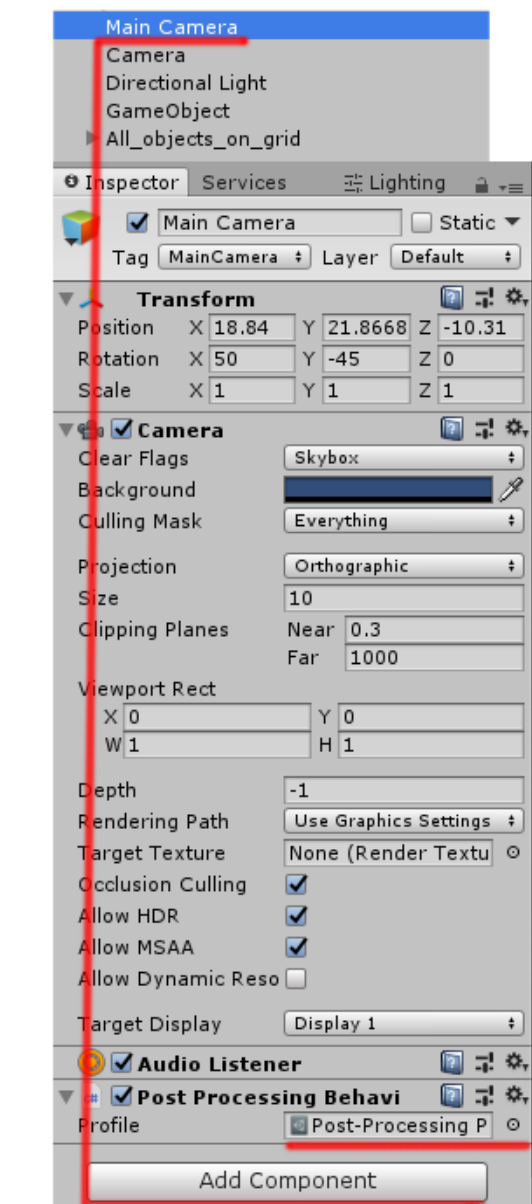 Main Camera
Camera
Directional Light
GameObject
All_objects_on_grid
Inspector Services Lighting
Main Camera Static
Tag MainCamera Layer Default
Transform
Position X 18.84 Y 21.8668 Z -10.31
Rotation X 50 Y -45 Z 0
Scale X 1 Y 1 Z 1
Camera
Clear Flags Skybox
Background
Culling Mask Everything
Projection Orthographic
Size 10
Clipping Planes Near 0.3
Far 1000
Viewport Rect
X 0 Y 0
W 1 H 1
Depth -1
Rendering Path Use Graphics Settings
Target Texture None (Render Textu
Occlusion Culling
Allow HDR
Allow MSAA
Allow Dynamic Reso
Target Display Display 1
Audio Listener
Post Processing Behavi
Profile Post-Processing P
Add Component